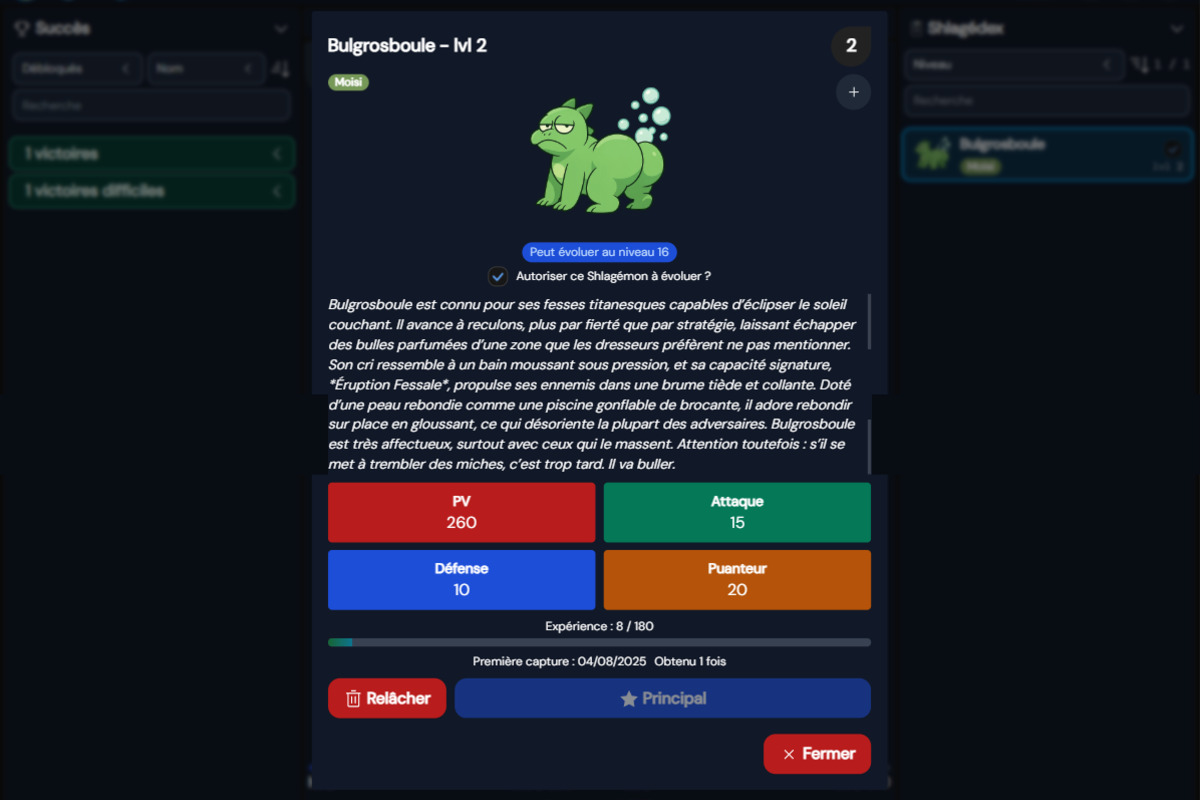 Succès
Shlagédex
Débloqués
Nom
Niveau
1 / 1
Recherche
Recherche
1 victoires
1 victoires difficiles
Bulgrosboule
Moisi
Bulgrosboule - lvl 2
2
Moisi
Peut évoluer au niveau 16
Autoriser ce Shlagémon à évoluer ?
Bulgrosboule est connu pour ses fesses titanesques capables d’éclipser le soleil
couchant. Il avance à reculons, plus par fierté que par stratégie, laissant échapper
des bulles parfumées d’une zone que les dresseurs préfèrent ne pas mentionner.
Son cri ressemble à un bain moussant sous pression, et sa capacité signature,
*Éruption Fessale*, propulse ses ennemis dans une brume tiède et collante. Doté
d’une peau rebondie comme une piscine gonflable de brocante, il adore rebondir
sur place en gloussant, ce qui désoriente la plupart des adversaires. Bulgrosboule
est très affectueux, surtout avec ceux qui le massent. Attention toutefois : s’il se
met à trembler des miches, c’est trop tard. Il va buller.
PV
260
Attaque
15
Défense
10
Puanteur
20
Expérience : 8 / 180
Première capture : 04/08/2025 Obtenu 1 fois
Relâcher
Principal
Fermer